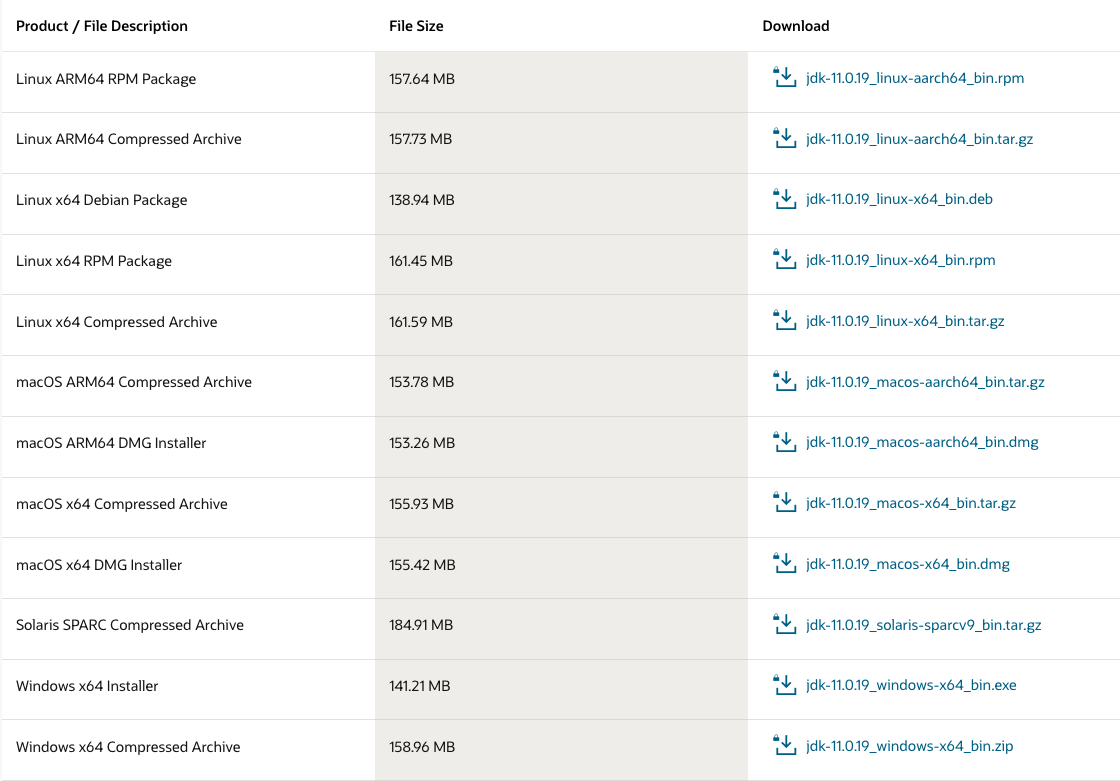 Product / File Description File Size Download
Linux ARM64 RPM Package 157.64 MB jdk-11.0.19_linux-aarch64_bin.rpm
Linux ARM64 Compressed Archive 157.73 MB jdk-11.0.19_linux-aarch64_bin.tar.gz
Linux x64 Debian Package 138.94 MB jdk-11.0.19_linux-x64_bin.deb
Linux x64 RPM Package 161.45 MB jdk-11.0.19_linux-x64_bin.rpm
Linux x64 Compressed Archive 161.59 MB jdk-11.0.19_linux-x64_bin.tar.gz
macOS ARM64 Compressed Archive 153.78 MB jdk-11.0.19_macos-aarch64_bin.tar.gz
macOS ARM64 DMG Installer 153.26 MB jdk-11.0.19_macos-aarch64_bin.dmg
macOS x64 Compressed Archive 155.93 MB jdk-11.0.19_macos-x64_bin.tar.gz
macOS x64 DMG Installer 155.42 MB jdk-11.0.19_macos-x64_bin.dmg
Solaris SPARC Compressed Archive 184.91 MB jdk-11.0.19_solaris-sparcv9_bin.tar.gz
Windows x64 Installer 141.21 MB jdk-11.0.19_windows-x64_bin.exe
Windows x64 Compressed Archive 158.96 MB jdk-11.0.19_windows-x64_bin.zip